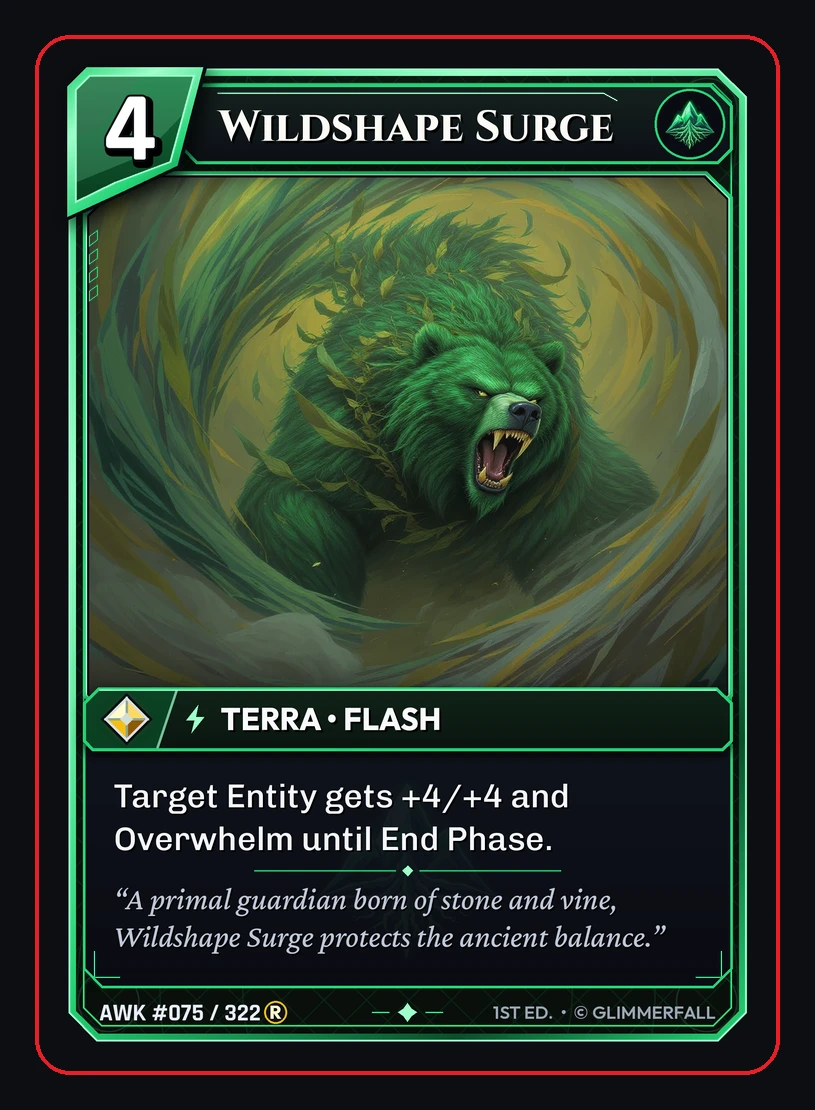 4
Wildshape Surge
TERRA • FLASH
Target Entity gets +4/+4 and
Overwhelm until End Phase.
“A primal guardian born of stone and vine,
Wildshape Surge protects the ancient balance.”
AWK #075 / 322 R
1ST ED. • © GLIMMERFALL